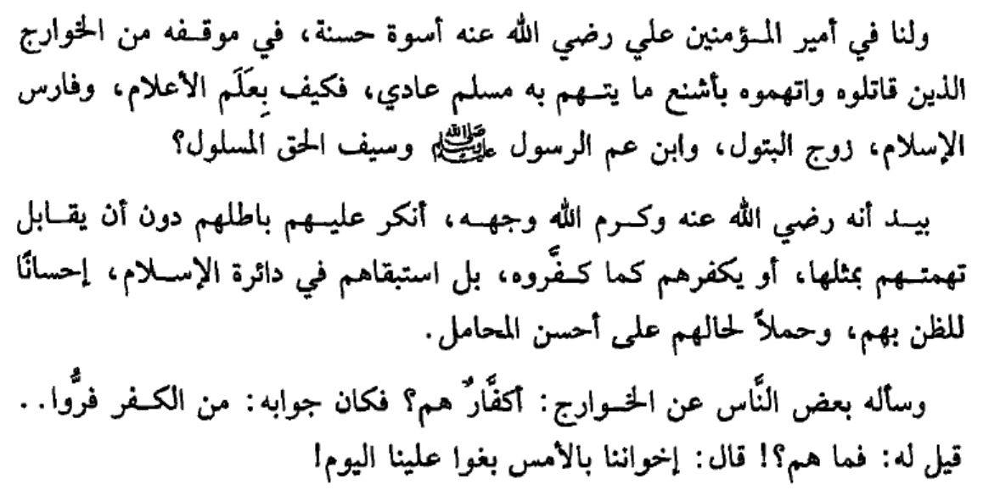 ولنا في أمير المؤمنين علي رضي الله عنه أسوة حسنة، في موقفه من الخوارج
الذين قاتلوه واتهموه بأشنع ما يتهم به مسلم عادي، فكيف بِعَلَم الأعلام، وفارس
الإسلام، زوج البتول، وابن عم الرسول ﷺ وسيف الحق المسلول؟
بيد أنه رضي الله عنه وكرم الله وجهه، أنكر عليهم باطلهم دون أن يقابل
تهمتهم بمثلها، أو يكفرهم كما كفَّروه، بل استبقاهم في دائرة الإسلام، إحسانًا
للظن بهم، وحملاً لحالهم على أحسن المحامل.
وسأله بعض النَّاس عن الخوارج: أكفَّارٌ هم؟ فكان جوابه: من الكفر فرُّوا..
قيل له: فما هم؟! قال: إخواننا بالأمس بغوا علينا اليوم!